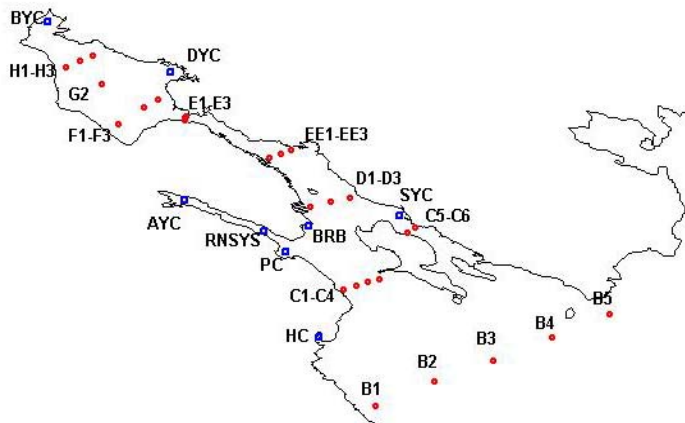 BYC
DYC
H1-H3
G2
E1-E3
F1-F3
EE1-EE3
D1-D3
SYC
AYC
C5-C6
RNSYS
BRB
PC
C1-C4
B5
HC
B4
B3
B2
B1